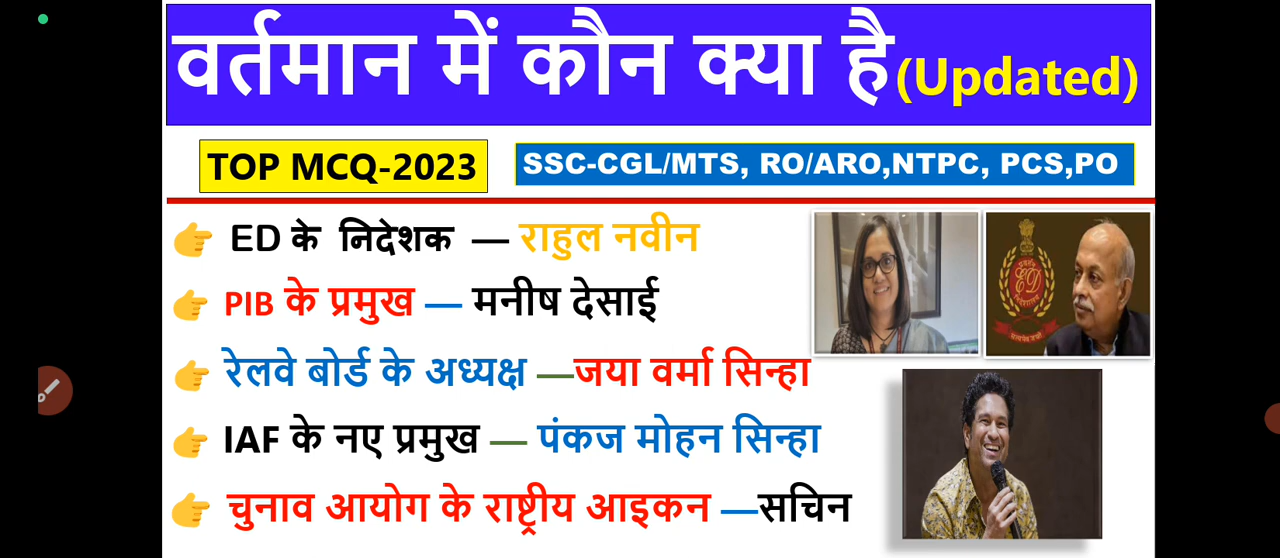 वर्तमान में कौन क्या है (Updated)
TOP MCQ-2023
SSC-CGL/MTS, RO/ARO,NTPC, PCS,PO
ED के निदेशक — राहुल नवीन
PIB के प्रमुख — मनीष देसाई
रेलवे बोर्ड के अध्यक्ष —जया वर्मा सिन्हा
IAF के नए प्रमुख — पंकज मोहन सिन्हा
चुनाव आयोग के राष्ट्रीय आइकन —सचिन
ED